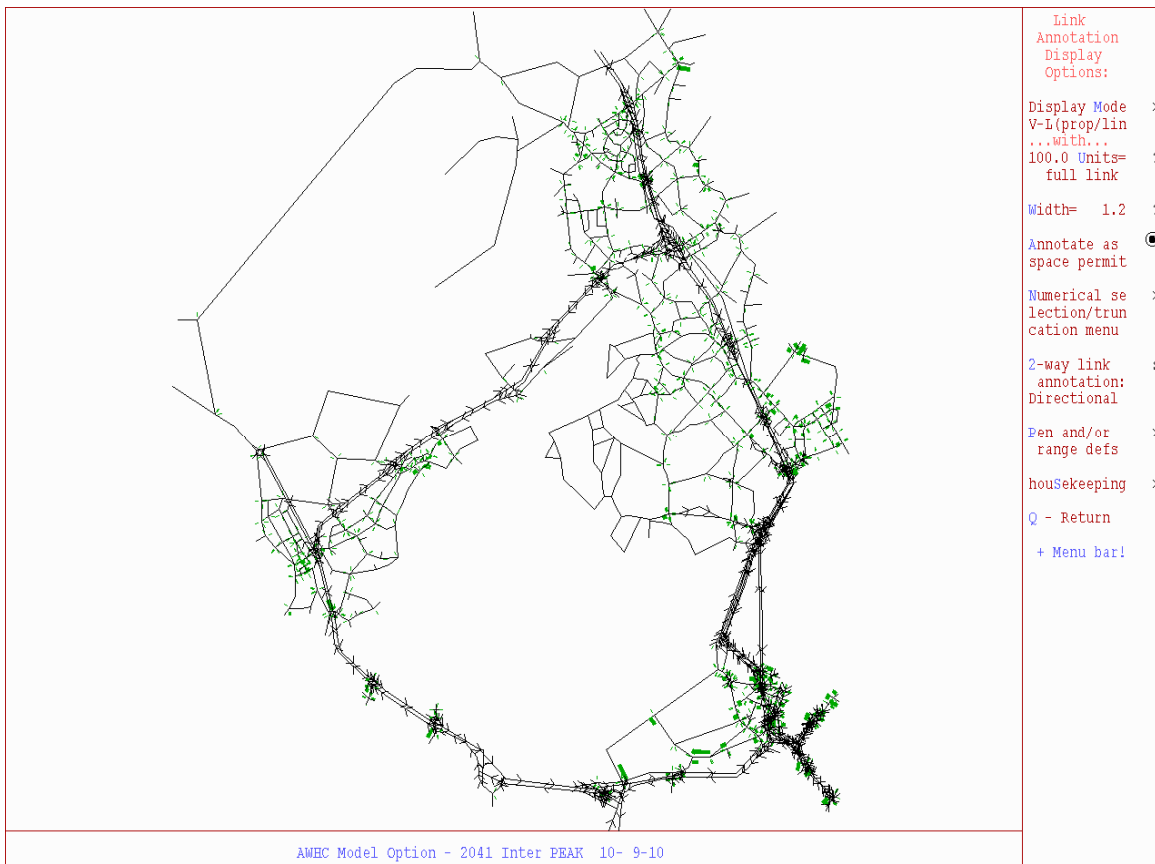 Link
Annotation
Display
Options:
Display Mode
V-L(prop/lin
...with...
100.0 Units=
full link
Width= 1.2
Annotate as
space permit
Numerical se
lection/trun
cation menu
2-way link
annotation:
Directional
Pen and/or
range defs
houSekeeping
Q - Return
+ Menu bar!
AWHC Model Option - 2041 Inter PEAK 10- 9-10